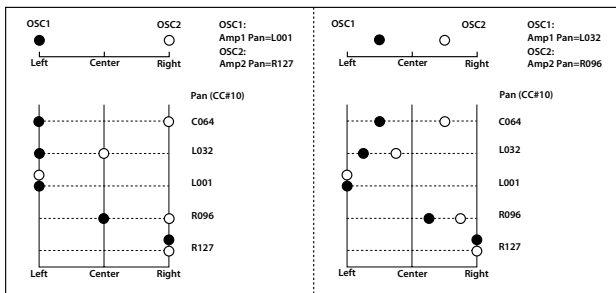 OSC1
OSC2
OSC1:
Amp1 Pan=L001
OSC2:
Amp2 Pan=R127
Left
Center
Right
Pan (CC#10)
C064
L032
L001
R096
R127
Left
Center
Right
OSC1
OSC2
OSC1:
Amp1 Pan=L032
OSC2:
Amp2 Pan=R096
Left
Center
Right
Pan (CC#10)
C064
L032
L001
R096
R127
Left
Center
Right